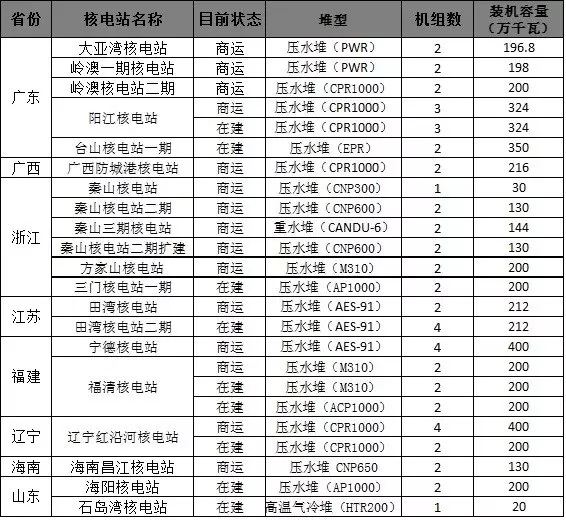 省份 核电站名称 目前状态 堆型 机组数 装机容量（万千瓦）
广东 大亚湾核电站 商运 压水堆（PWR） 2 196.8
岭澳一期核电站 商运 压水堆（PWR） 2 198
岭澳核电站二期 商运 压水堆（CPR1000） 2 200
阳江核电站 商运 压水堆（CPR1000） 3 324
在建 压水堆（CPR1000） 3 324
台山核电站一期 在建 压水堆（EPR） 2 350
广西 广西防城港核电站 商运 压水堆（CPR1000） 2 216
浙江 秦山核电站 商运 压水堆（CNP300） 1 30
秦山核电站二期 商运 压水堆（CNP600） 2 130
秦山三期核电站 商运 重水堆（CANDU-6） 2 144
秦山核电站二期扩建 商运 压水堆（CNP600） 2 130
方家山核电站 商运 压水堆（M310） 2 200
三门核电站一期 在建 压水堆（AP1000） 2 200
江苏 田湾核电站 商运 压水堆（AES-91） 2 212
田湾核电站二期 在建 压水堆（AES-91） 4 212
福建 宁德核电站 商运 压水堆（AES-91） 4 400
福清核电站 商运 压水堆（M310） 2 200
在建 压水堆（M310） 2 200
在建 压水堆（ACP1000） 2 200
辽宁 辽宁红沿河核电站 商运 压水堆（CPR1000） 4 400
在建 压水堆（CPR1000） 2 200
海南 海南昌江核电站 商运 压水堆 CNP650 2 130
山东 海阳核电站 在建 压水堆（AP1000） 2 200
石岛湾核电站 在建 高温气冷堆（HTR200） 1 20